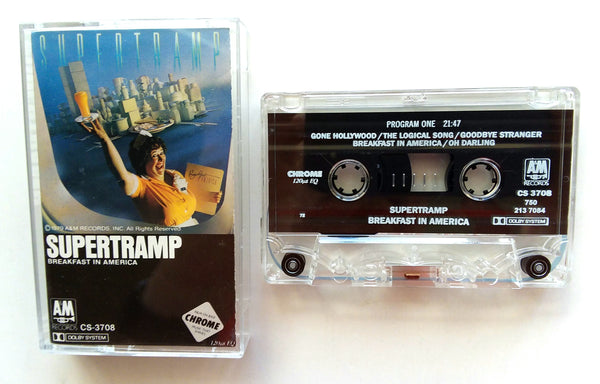 SUPERTRAMP
Breakfast
©1979 A&M RECORDS, INC. All Rights Reserved
SUPERTRAMP
BREAKFAST IN AMERICA
A&M
RECORDS CS-3708
DOLBY SYSTEM
CHROME
120µs EQ
PROGRAM ONE 21:47
GONE HOLLYWOOD/THE LOGICAL SONG/GOODBYE STRANGER
BREAKFAST IN AMERICA/OH DARLING
CHROME
120µs EQ
A&M
RECORDS
CS 3708
750
213 7084
78
SUPERTRAMP
BREAKFAST IN AMERICA
DOLBY SYSTEM